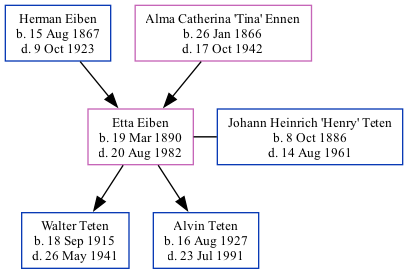 Herman Eiben
b. 15 Aug 1867
d. 9 Oct 1923
Alma Catherina 'Tina' Ennen
b. 26 Jan 1866
d. 17 Oct 1942
Etta Eiben
b. 19 Mar 1890
d. 20 Aug 1982
Johann Heinrich 'Henry' Teten
b. 8 Oct 1886
d. 14 Aug 1961
Walter Teten
b. 18 Sep 1915
d. 26 May 1941
Alvin Teten
b. 16 Aug 1927
d. 23 Jul 1991